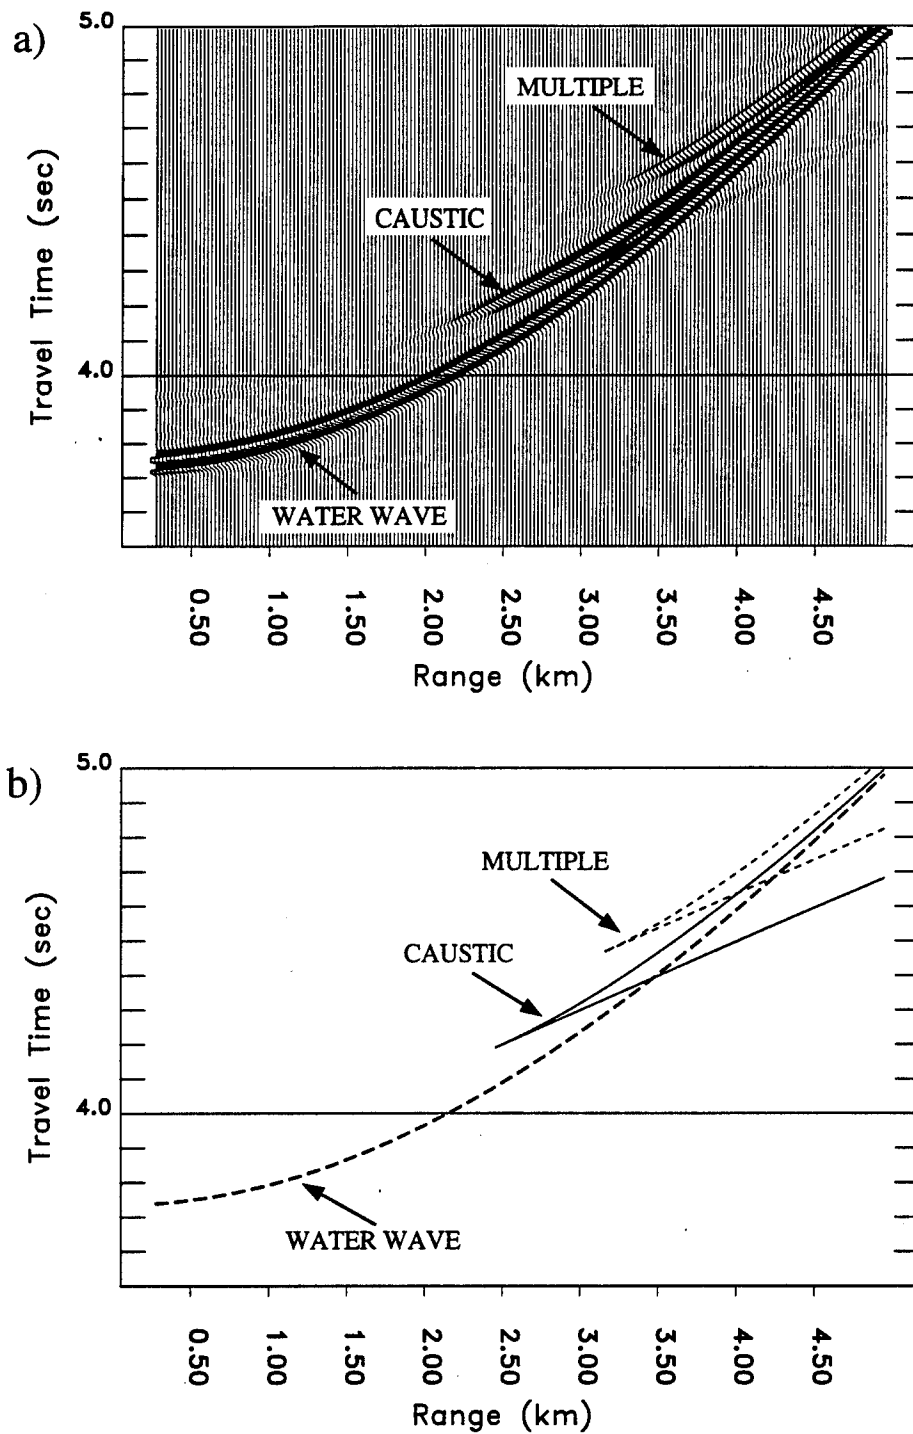 a)
5.0
MULTIPLE
CAUSTIC
4.0
WATER WAVE
Travel Time (sec)
0.50 1.00 1.50 2.00 2.50 3.00 3.50 4.00 4.50
Range (km)
b)
5.0
MULTIPLE
CAUSTIC
4.0
WATER WAVE
Travel Time (sec)
0.50 1.00 1.50 2.00 2.50 3.00 3.50 4.00 4.50
Range (km)